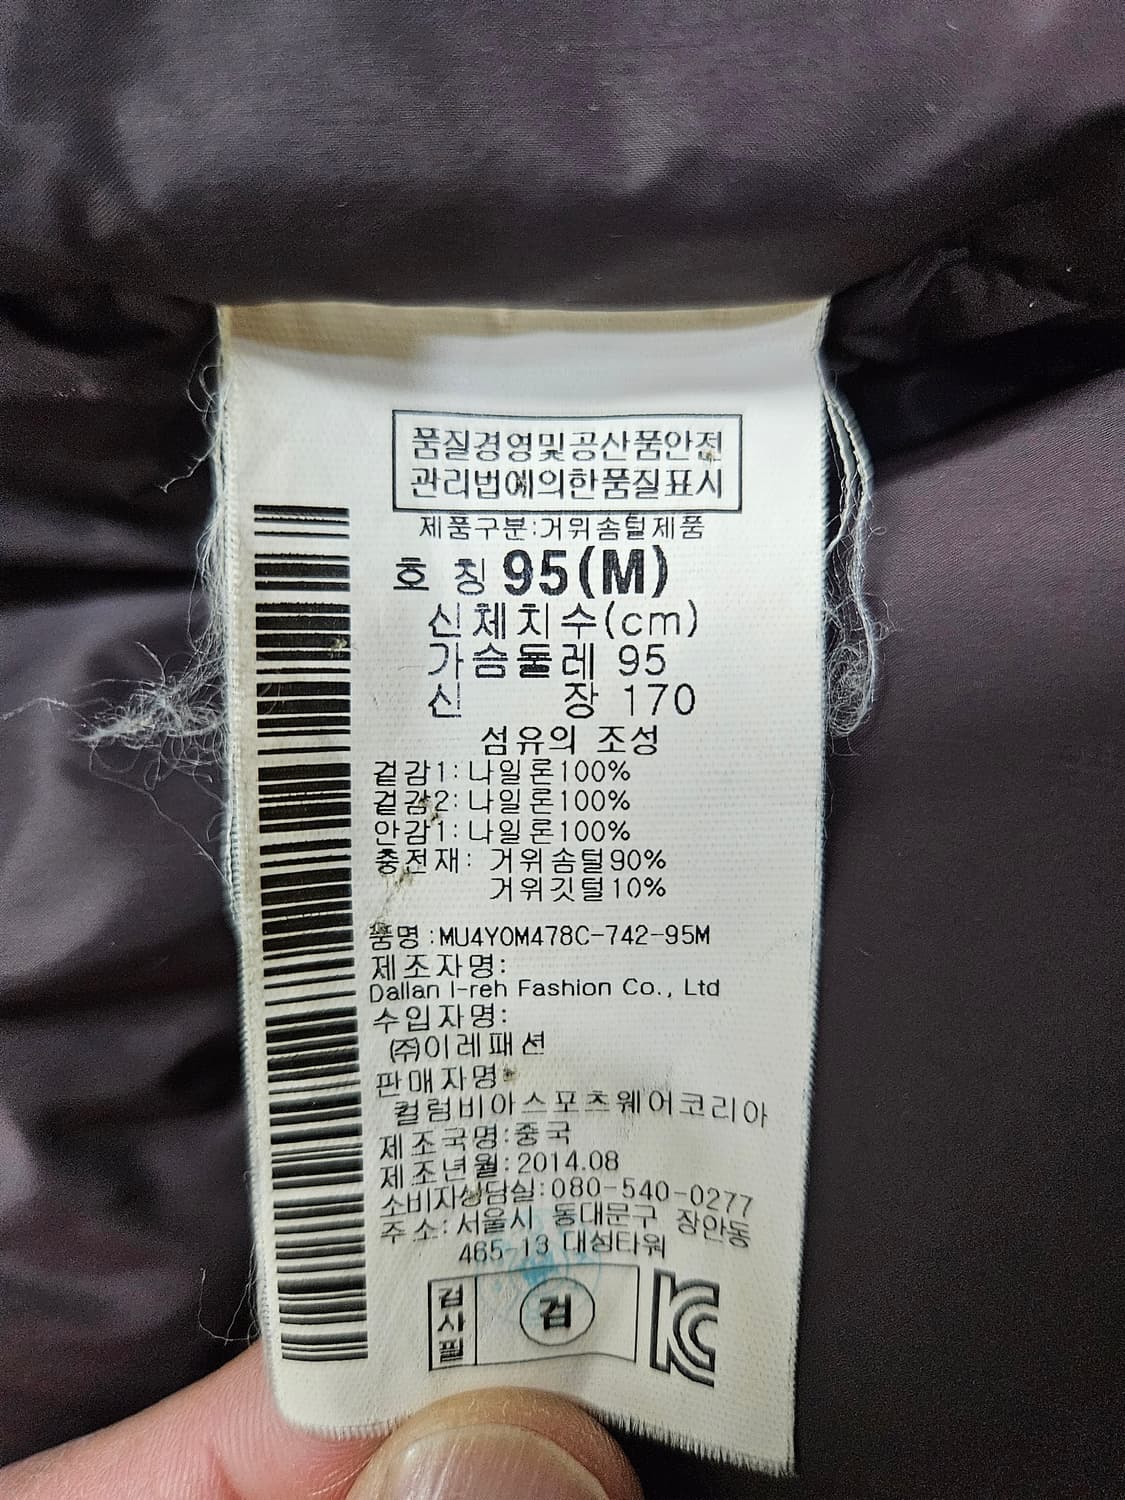 품질경영및공산품안전
관리법에의한품질표시
제품구분:거위솜털제품
호 칭 95(M)
신체치수(cm)
가슴둘레 95
신 장 170
섬유의 조성
겉감1: 나일론100%
겉감2: 나일론100%
안감1: 나일론100%
충전재: 거위솜털90%
거위깃털10%
품명:MU4Y0M478C-742-95M
제조자명:
Dallan I-reh Fashion Co., Ltd
수입자명:
(주)이레패션
판매자명:
컬럼비아스포츠웨어코리아
제조국명:중국
제조년월:2014.08
소비자상담실:080-540-0277
주 소:서울시 동대문구 장안동
465-13 대성타워
검사필
검
KC